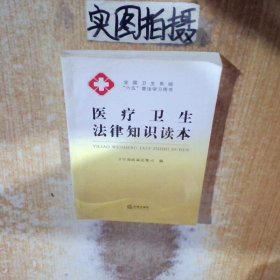 实图拍摄
全国卫生系统
“六五”普法学习用书
医疗卫生
法律知识读本
YILIAO WEISHENG FALV ZHISHI DUBEN